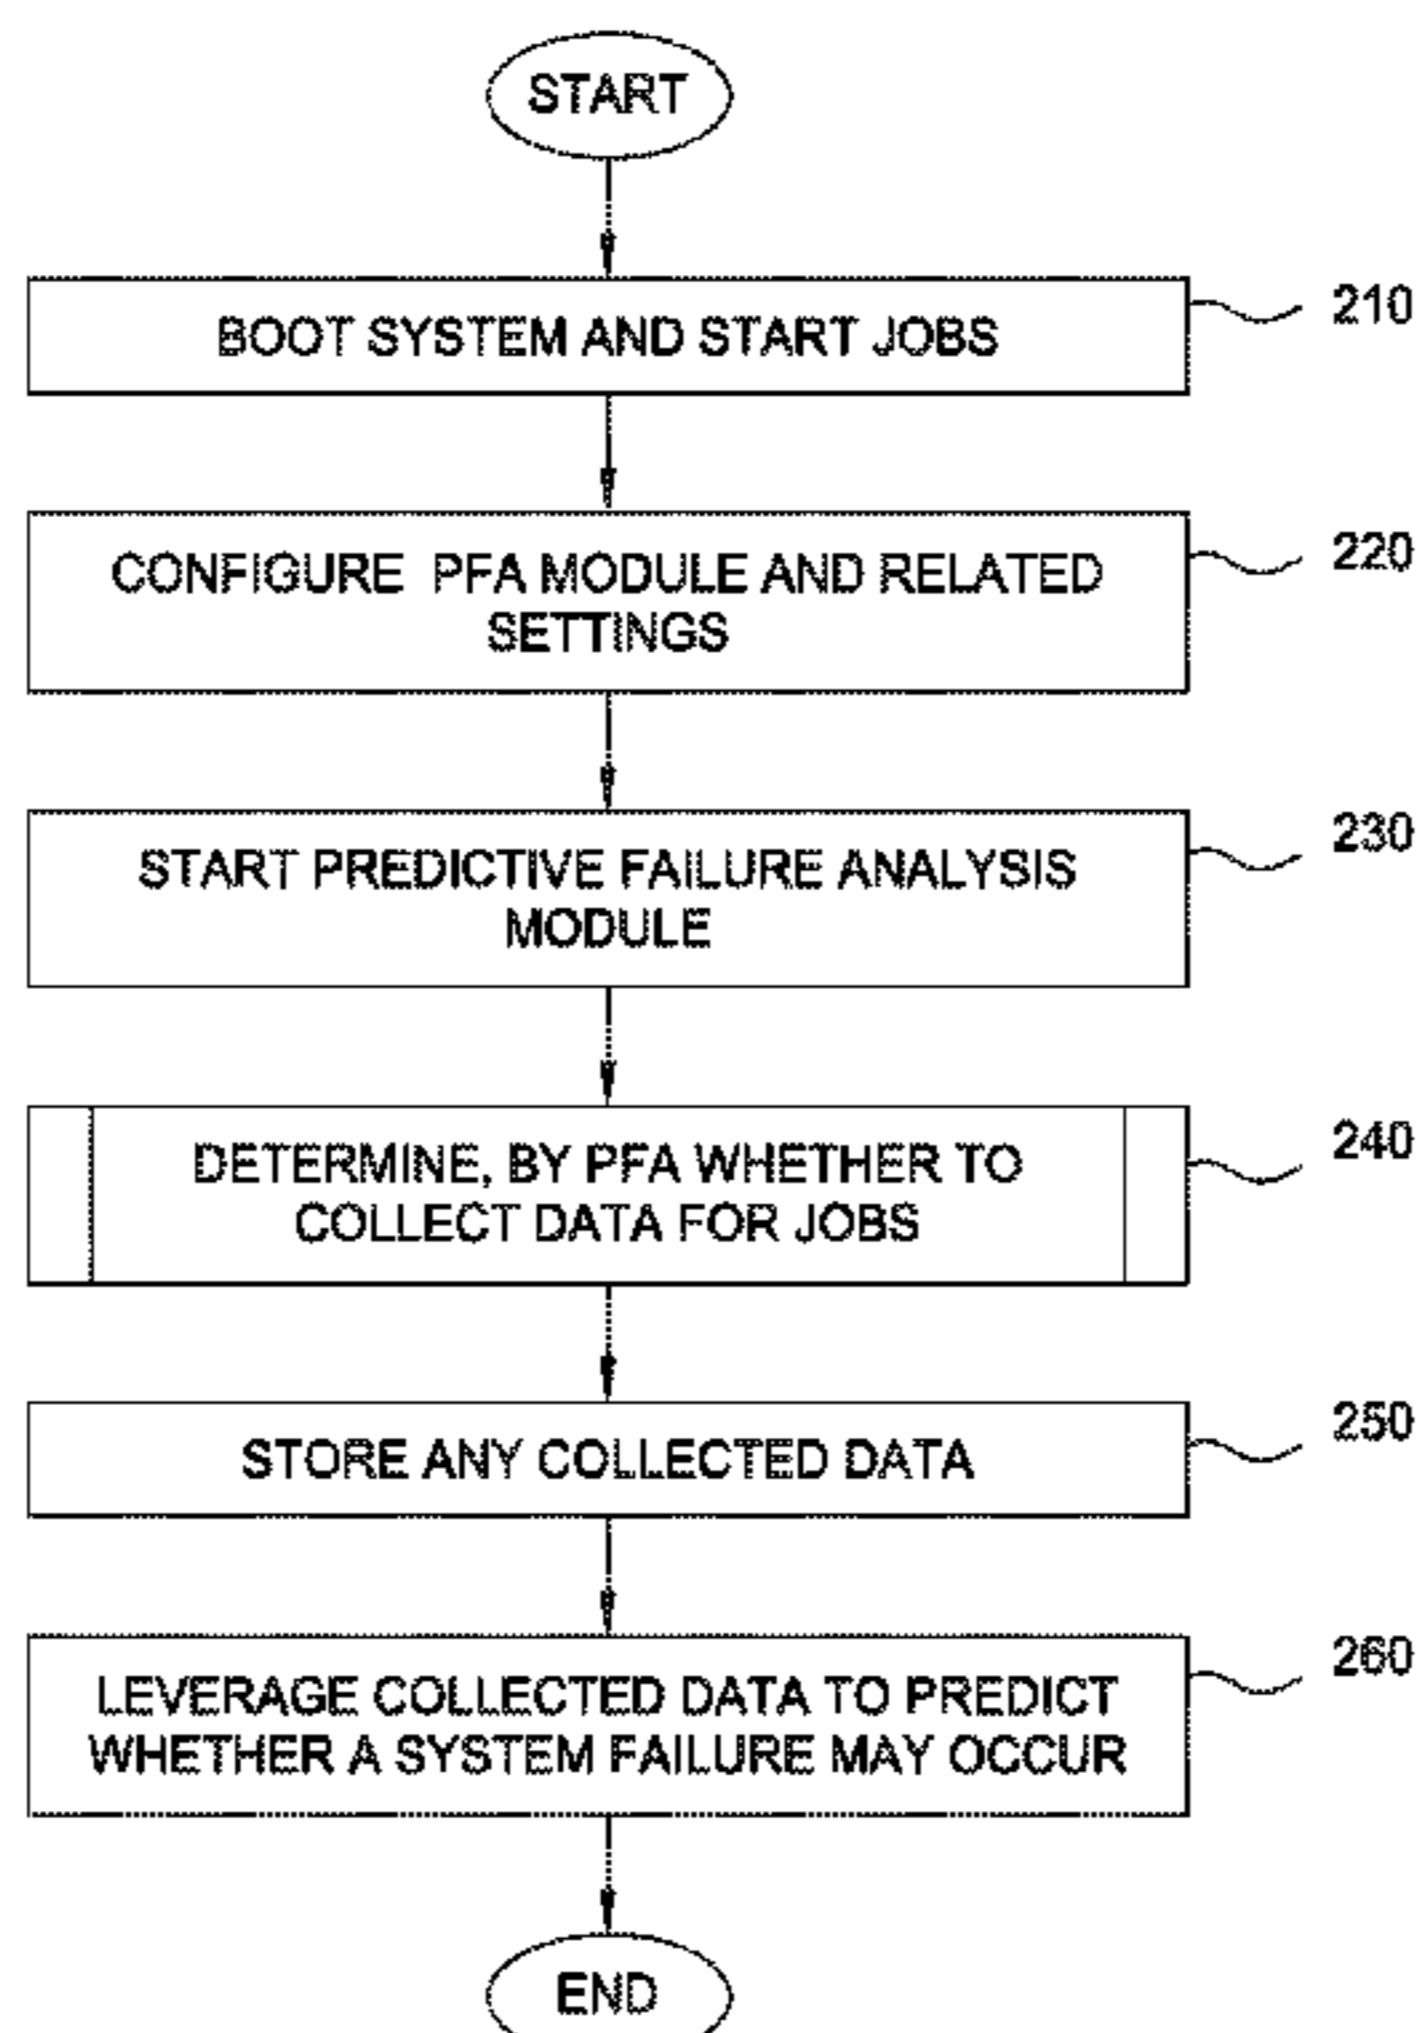 START
BOOT SYSTEM AND START JOBS
210
CONFIGURE PFA MODULE AND RELATED
SETTINGS
220
START PREDICTIVE FAILURE ANALYSIS
MODULE
230
DETERMINE, BY PFA WHETHER TO
COLLECT DATA FOR JOBS
240
STORE ANY COLLECTED DATA
250
LEVERAGE COLLECTED DATA TO PREDICT
WHETHER A SYSTEM FAILURE MAY OCCUR
260
END